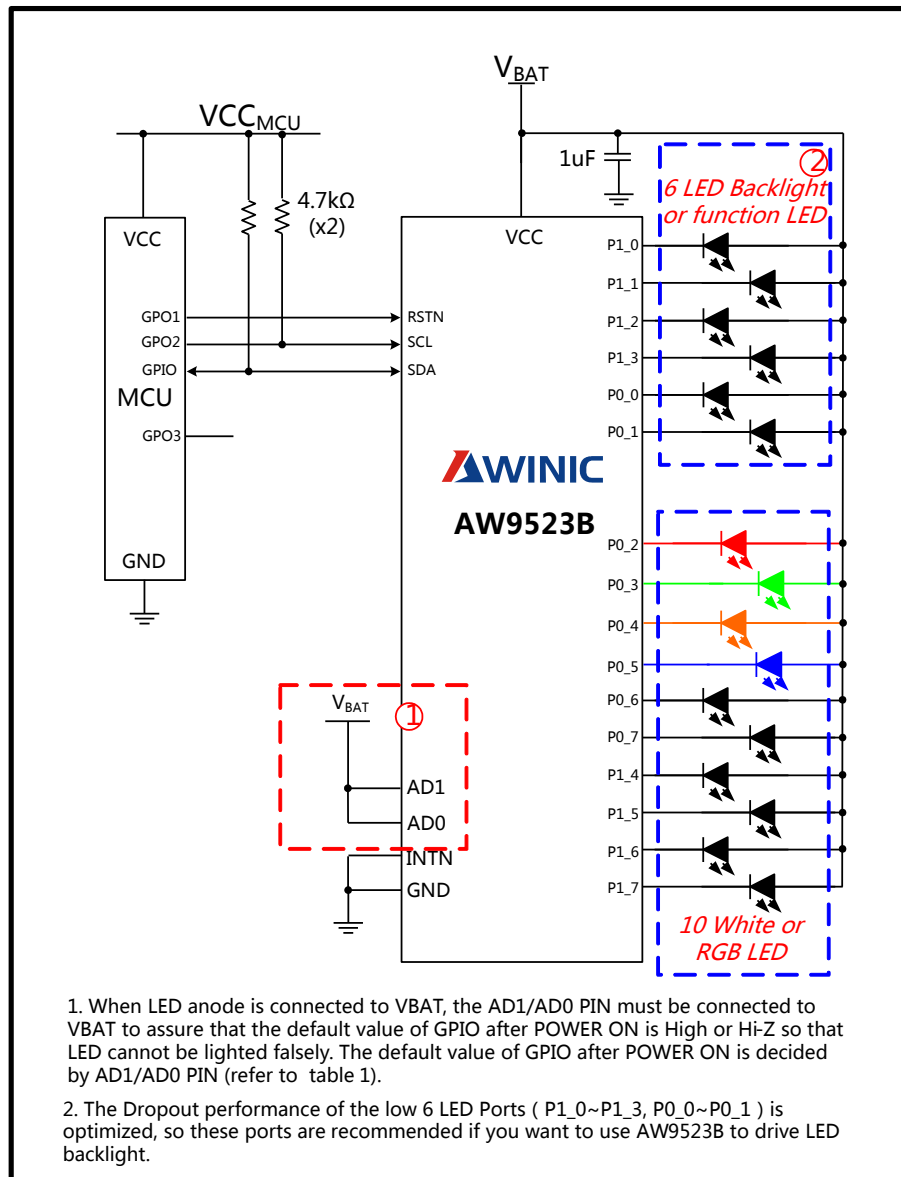 V_BAT
VCC_MCU
1uF
②
6 LED Backlight
or function LED
4.7kΩ
(x2)
VCC
VCC
P1_0
P1_1
GPO1
RSTN
P1_2
GPO2
SCL
P1_3
GPIO
SDA
MCU
P0_0
GPO3
P0_1
AWINIC
AW9523B
P0_2
GND
P0_3
P0_4
P0_5
V_BAT
①
P0_6
P0_7
AD1
P1_4
AD0
P1_5
INTN
P1_6
GND
P1_7
10 White or
RGB LED
1. When LED anode is connected to VBAT, the AD1/AD0 PIN must be connected to
VBAT to assure that the default value of GPIO after POWER ON is High or Hi-Z so that
LED cannot be lighted falsely. The default value of GPIO after POWER ON is decided
by AD1/AD0 PIN (refer to table 1).
2. The Dropout performance of the low 6 LED Ports ( P1_0~P1_3, P0_0~P0_1 ) is
optimized, so these ports are recommended if you want to use AW9523B to drive LED
backlight.